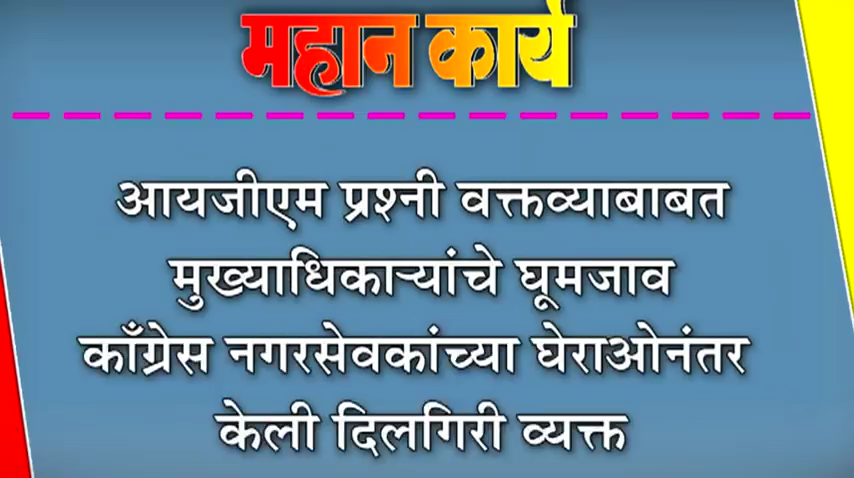 महान कार्य
आयजीएम प्रश्नी वक्तव्याबाबत
मुख्याधिकाऱ्यांचे घूमजाव
काँग्रेस नगरसेवकांच्या घेराओनंतर
केली दिलगिरी व्यक्त